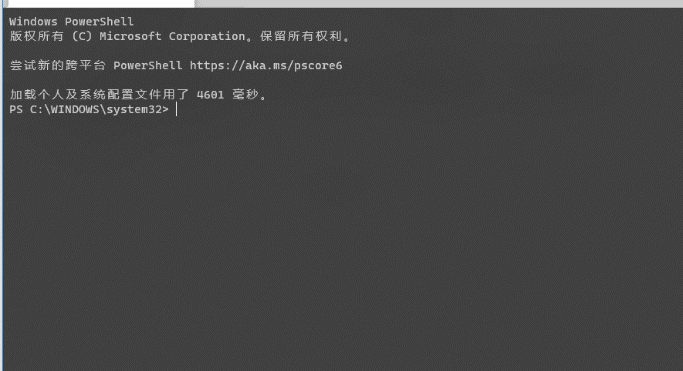 Windows PowerShell
版权所有 (C) Microsoft Corporation。保留所有权利。
尝试新的跨平台 PowerShell https://aka.ms/pscore6
加载个人及系统配置文件用了 4601 毫秒。
PS C:\WINDOWS\system32>